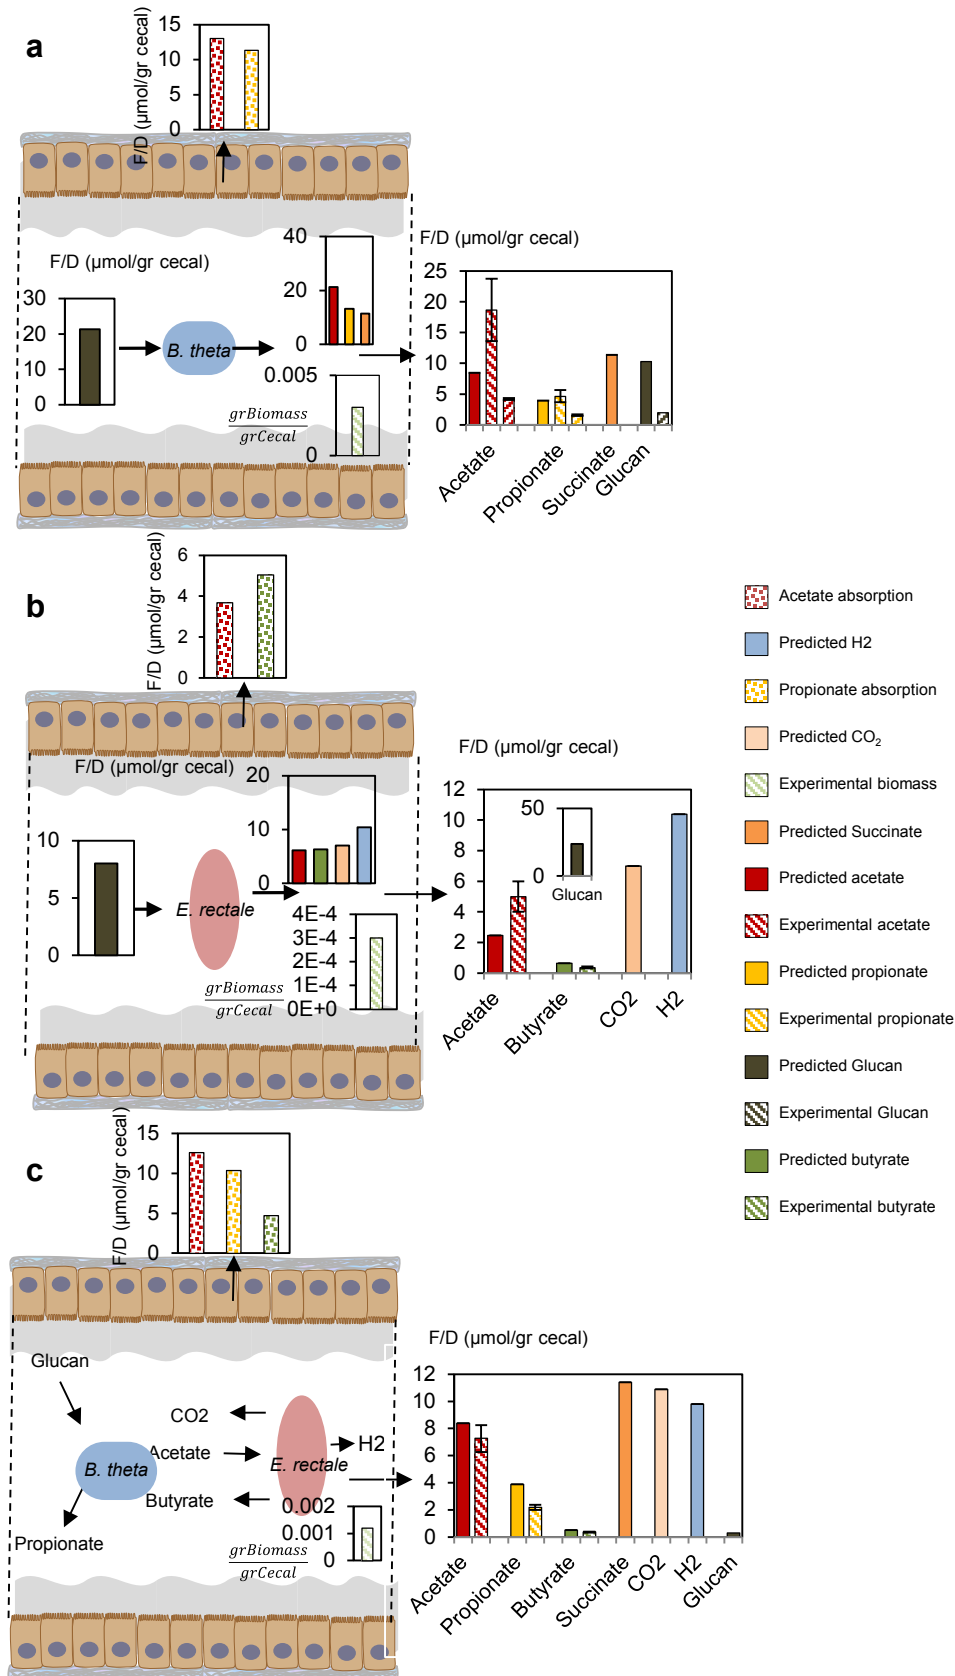 a
F/D (µmol/gr cecal)
15
10
5
0
F/D (µmol/gr cecal)
30
20
10
0
B. theta
40
20
0
0.005
0
grBiomass
grCecal
F/D (µmol/gr cecal)
25
20
15
10
5
0
Acetate
Propionate
Succinate
Glucan
b
F/D (µmol/gr cecal)
6
4
2
0
F/D (µmol/gr cecal)
10
5
0
E. rectale
20
10
0
4E-4
3E-4
2E-4
1E-4
0E+0
grBiomass
grCecal
F/D (µmol/gr cecal)
12
10
8
6
4
2
0
50
0
Glucan
Acetate
Butyrate
CO2
H2
Acetate absorption
Predicted H2
Propionate absorption
Predicted CO₂
Experimental biomass
Predicted Succinate
Predicted acetate
Experimental acetate
Predicted propionate
Experimental propionate
Predicted Glucan
Experimental Glucan
Predicted butyrate
Experimental butyrate
c
F/D (µmol/gr cecal)
15
10
5
0
Glucan
CO2
Acetate
H2
B. theta
E. rectale
Butyrate
Propionate
0.002
0.001
0
grBiomass
grCecal
F/D (µmol/gr cecal)
12
10
8
6
4
2
0
Acetate
Propionate
Butyrate
Succinate
CO2
H2
Glucan